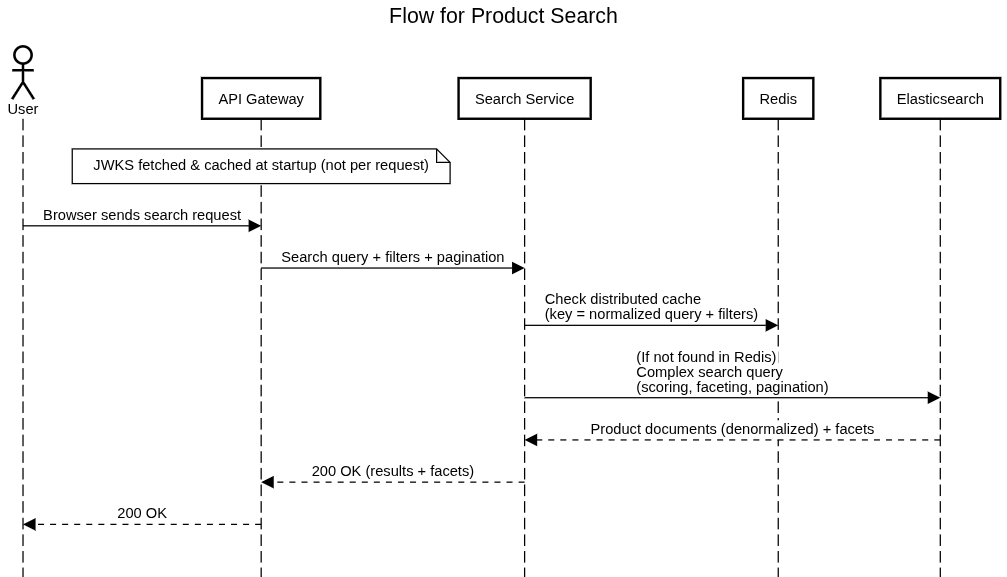 Flow for Product Search
User
API Gateway
Search Service
Redis
Elasticsearch
JWKS fetched & cached at startup (not per request)
Browser sends search request
Search query + filters + pagination
Check distributed cache
(key = normalized query + filters)
(If not found in Redis)
Complex search query
(scoring, faceting, pagination)
Product documents (denormalized) + facets
200 OK (results + facets)
200 OK